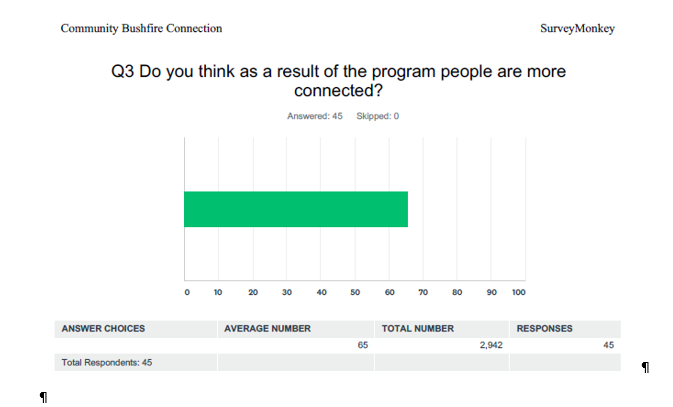 Community Bushfire Connection SurveyMonkey
Q3 Do you think as a result of the program people are more
connected?
Answered: 45 Skipped: 0
0 10 20 30 40 50 60 70 80 90 100
ANSWER CHOICES AVERAGE NUMBER TOTAL NUMBER RESPONSES
65 2,942 45
Total Respondents: 45
¶
¶